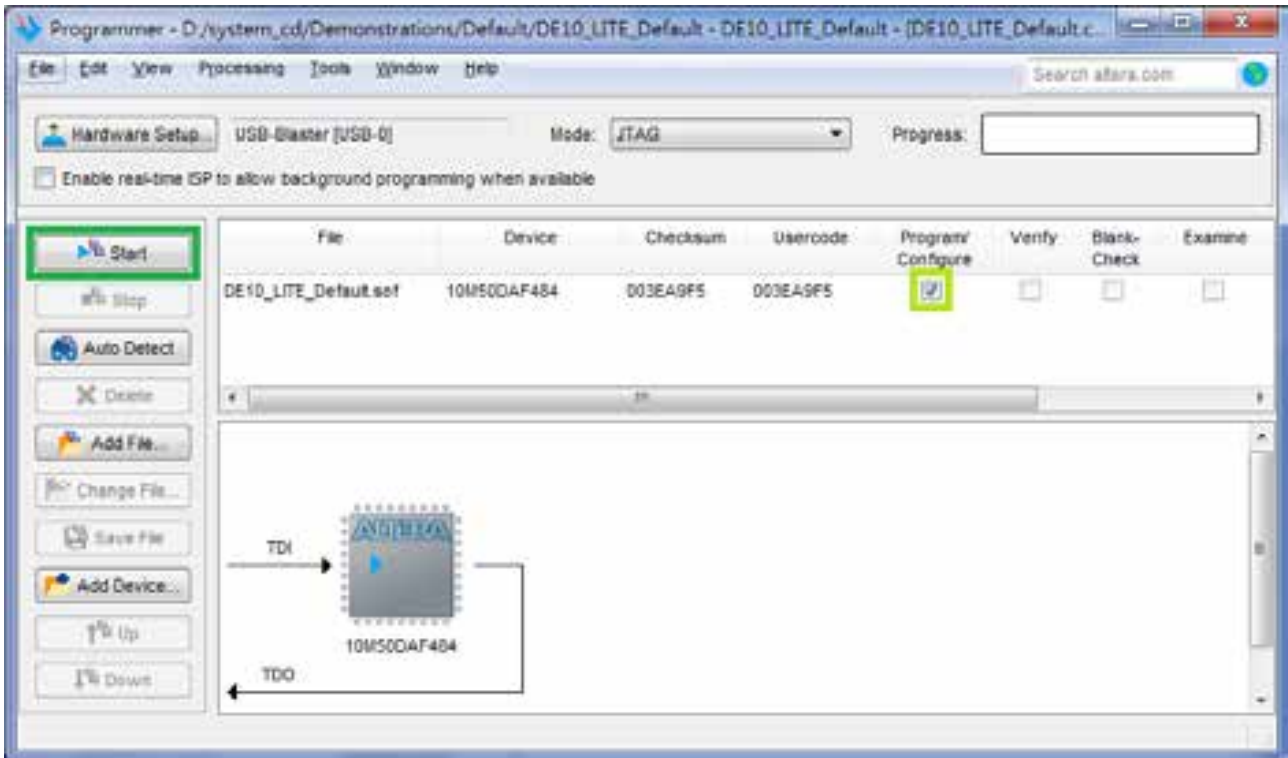 Programmer - D:/system_cd/Demonstrations/Default/DE10_LITE_Default - DE10_LITE_Default - [DE10_LITE_Default.c
File Edit View Processing Tools Window Help
Search altera.com
Hardware Setup... USB-Blaster [USB-0] Mode: JTAG Progress:
Enable real-time ISP to allow background programming when available
File Device Checksum Usercode Program/ Verify Blank- Examine
Configure Check
DE10_LITE_Default.sof 10M50DAF484 003EA9F5 003EA9F5
Start
Stop
Auto Detect
Delete
Add File...
Change File...
Save File
Add Device...
Up
Down
TDI
ALTERA
10M50DAF484
TDO